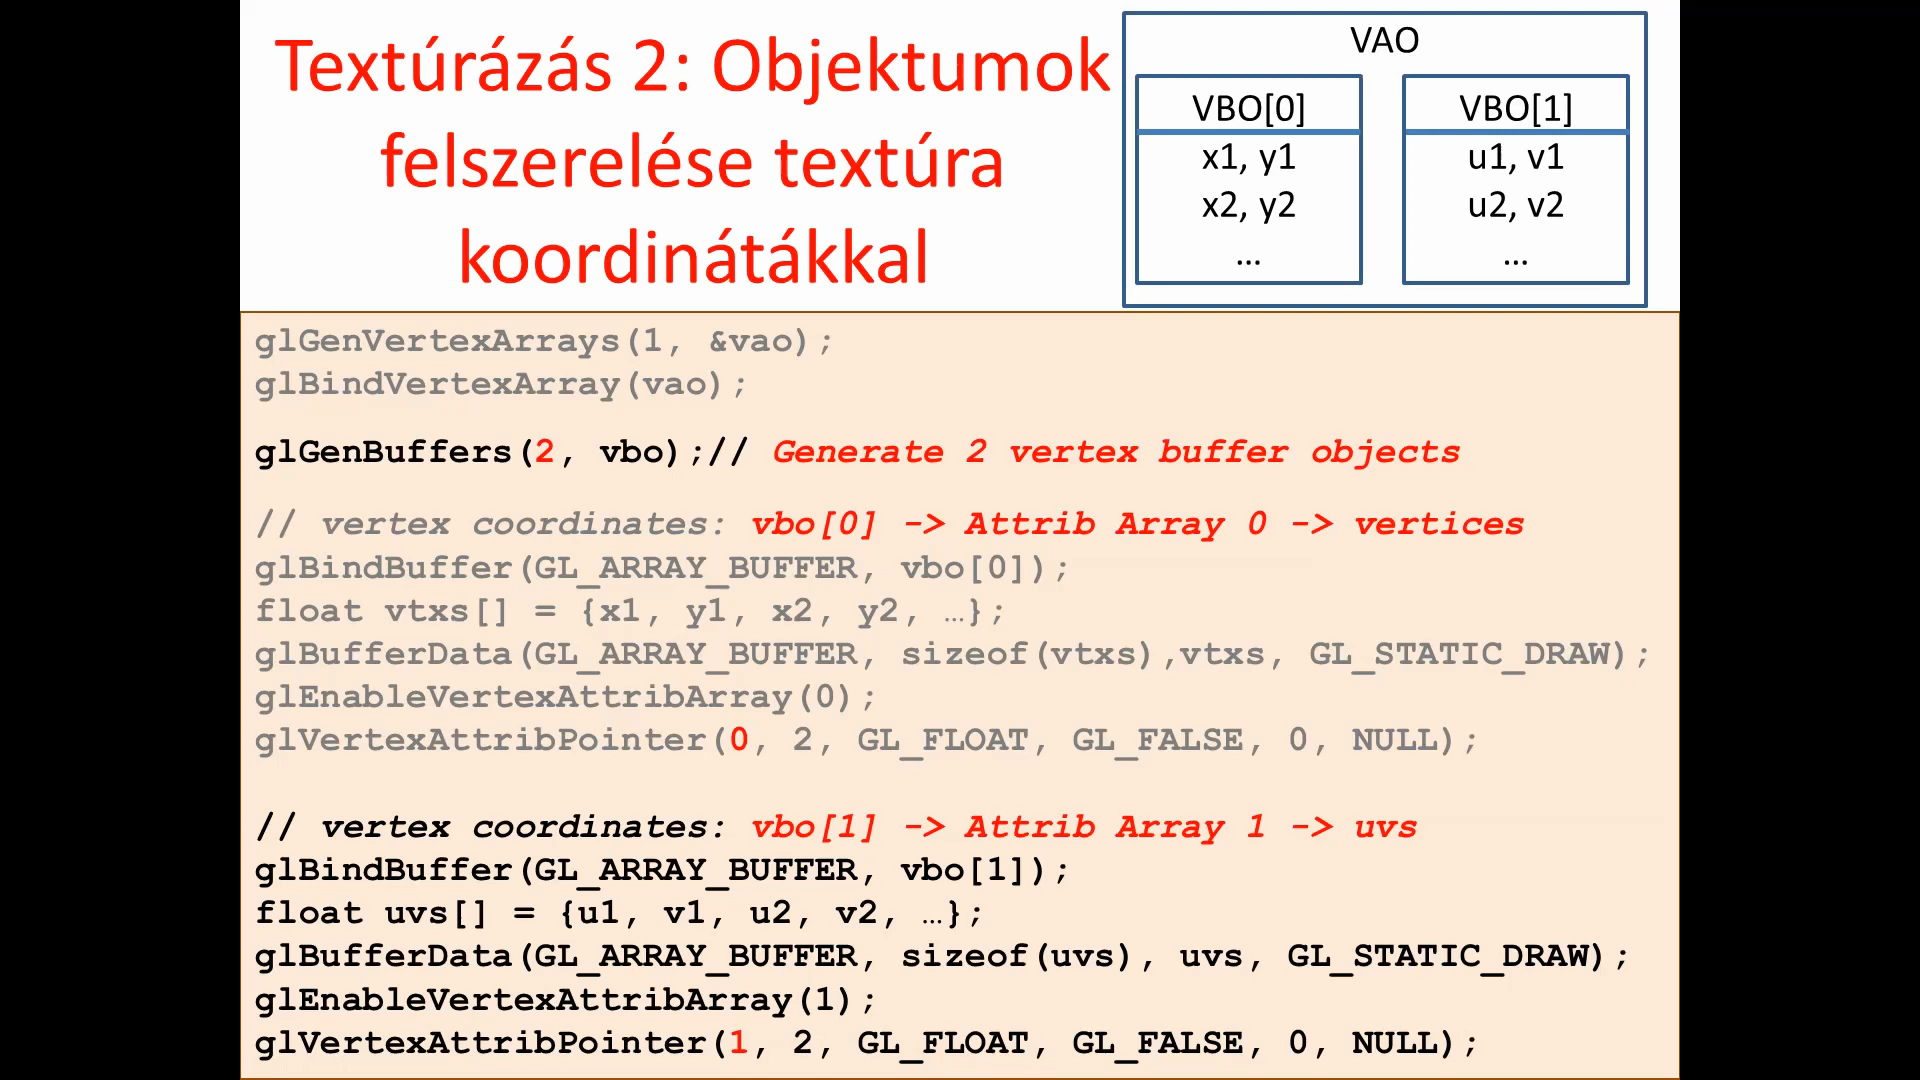 Textúrázás 2: Objektumok
felszerelése textúra
koordinátákkal
VAO
VBO[0]
x1, y1
x2, y2
...
VBO[1]
u1, v1
u2, v2
...
glGenVertexArrays(1, &vao);
glBindVertexArray(vao);
glGenBuffers(2, vbo);// Generate 2 vertex buffer objects
// vertex coordinates: vbo[0] -> Attrib Array 0 -> vertices
glBindBuffer(GL_ARRAY_BUFFER, vbo[0]);
float vtxs[] = {x1, y1, x2, y2, …};
glBufferData(GL_ARRAY_BUFFER, sizeof(vtxs),vtxs, GL_STATIC_DRAW);
glEnableVertexAttribArray(0);
glVertexAttribPointer(0, 2, GL_FLOAT, GL_FALSE, 0, NULL);
// vertex coordinates: vbo[1] -> Attrib Array 1 -> uvs
glBindBuffer(GL_ARRAY_BUFFER, vbo[1]);
float uvs[] = {u1, v1, u2, v2, …};
glBufferData(GL_ARRAY_BUFFER, sizeof(uvs), uvs, GL_STATIC_DRAW);
glEnableVertexAttribArray(1);
glVertexAttribPointer(1, 2, GL_FLOAT, GL_FALSE, 0, NULL);